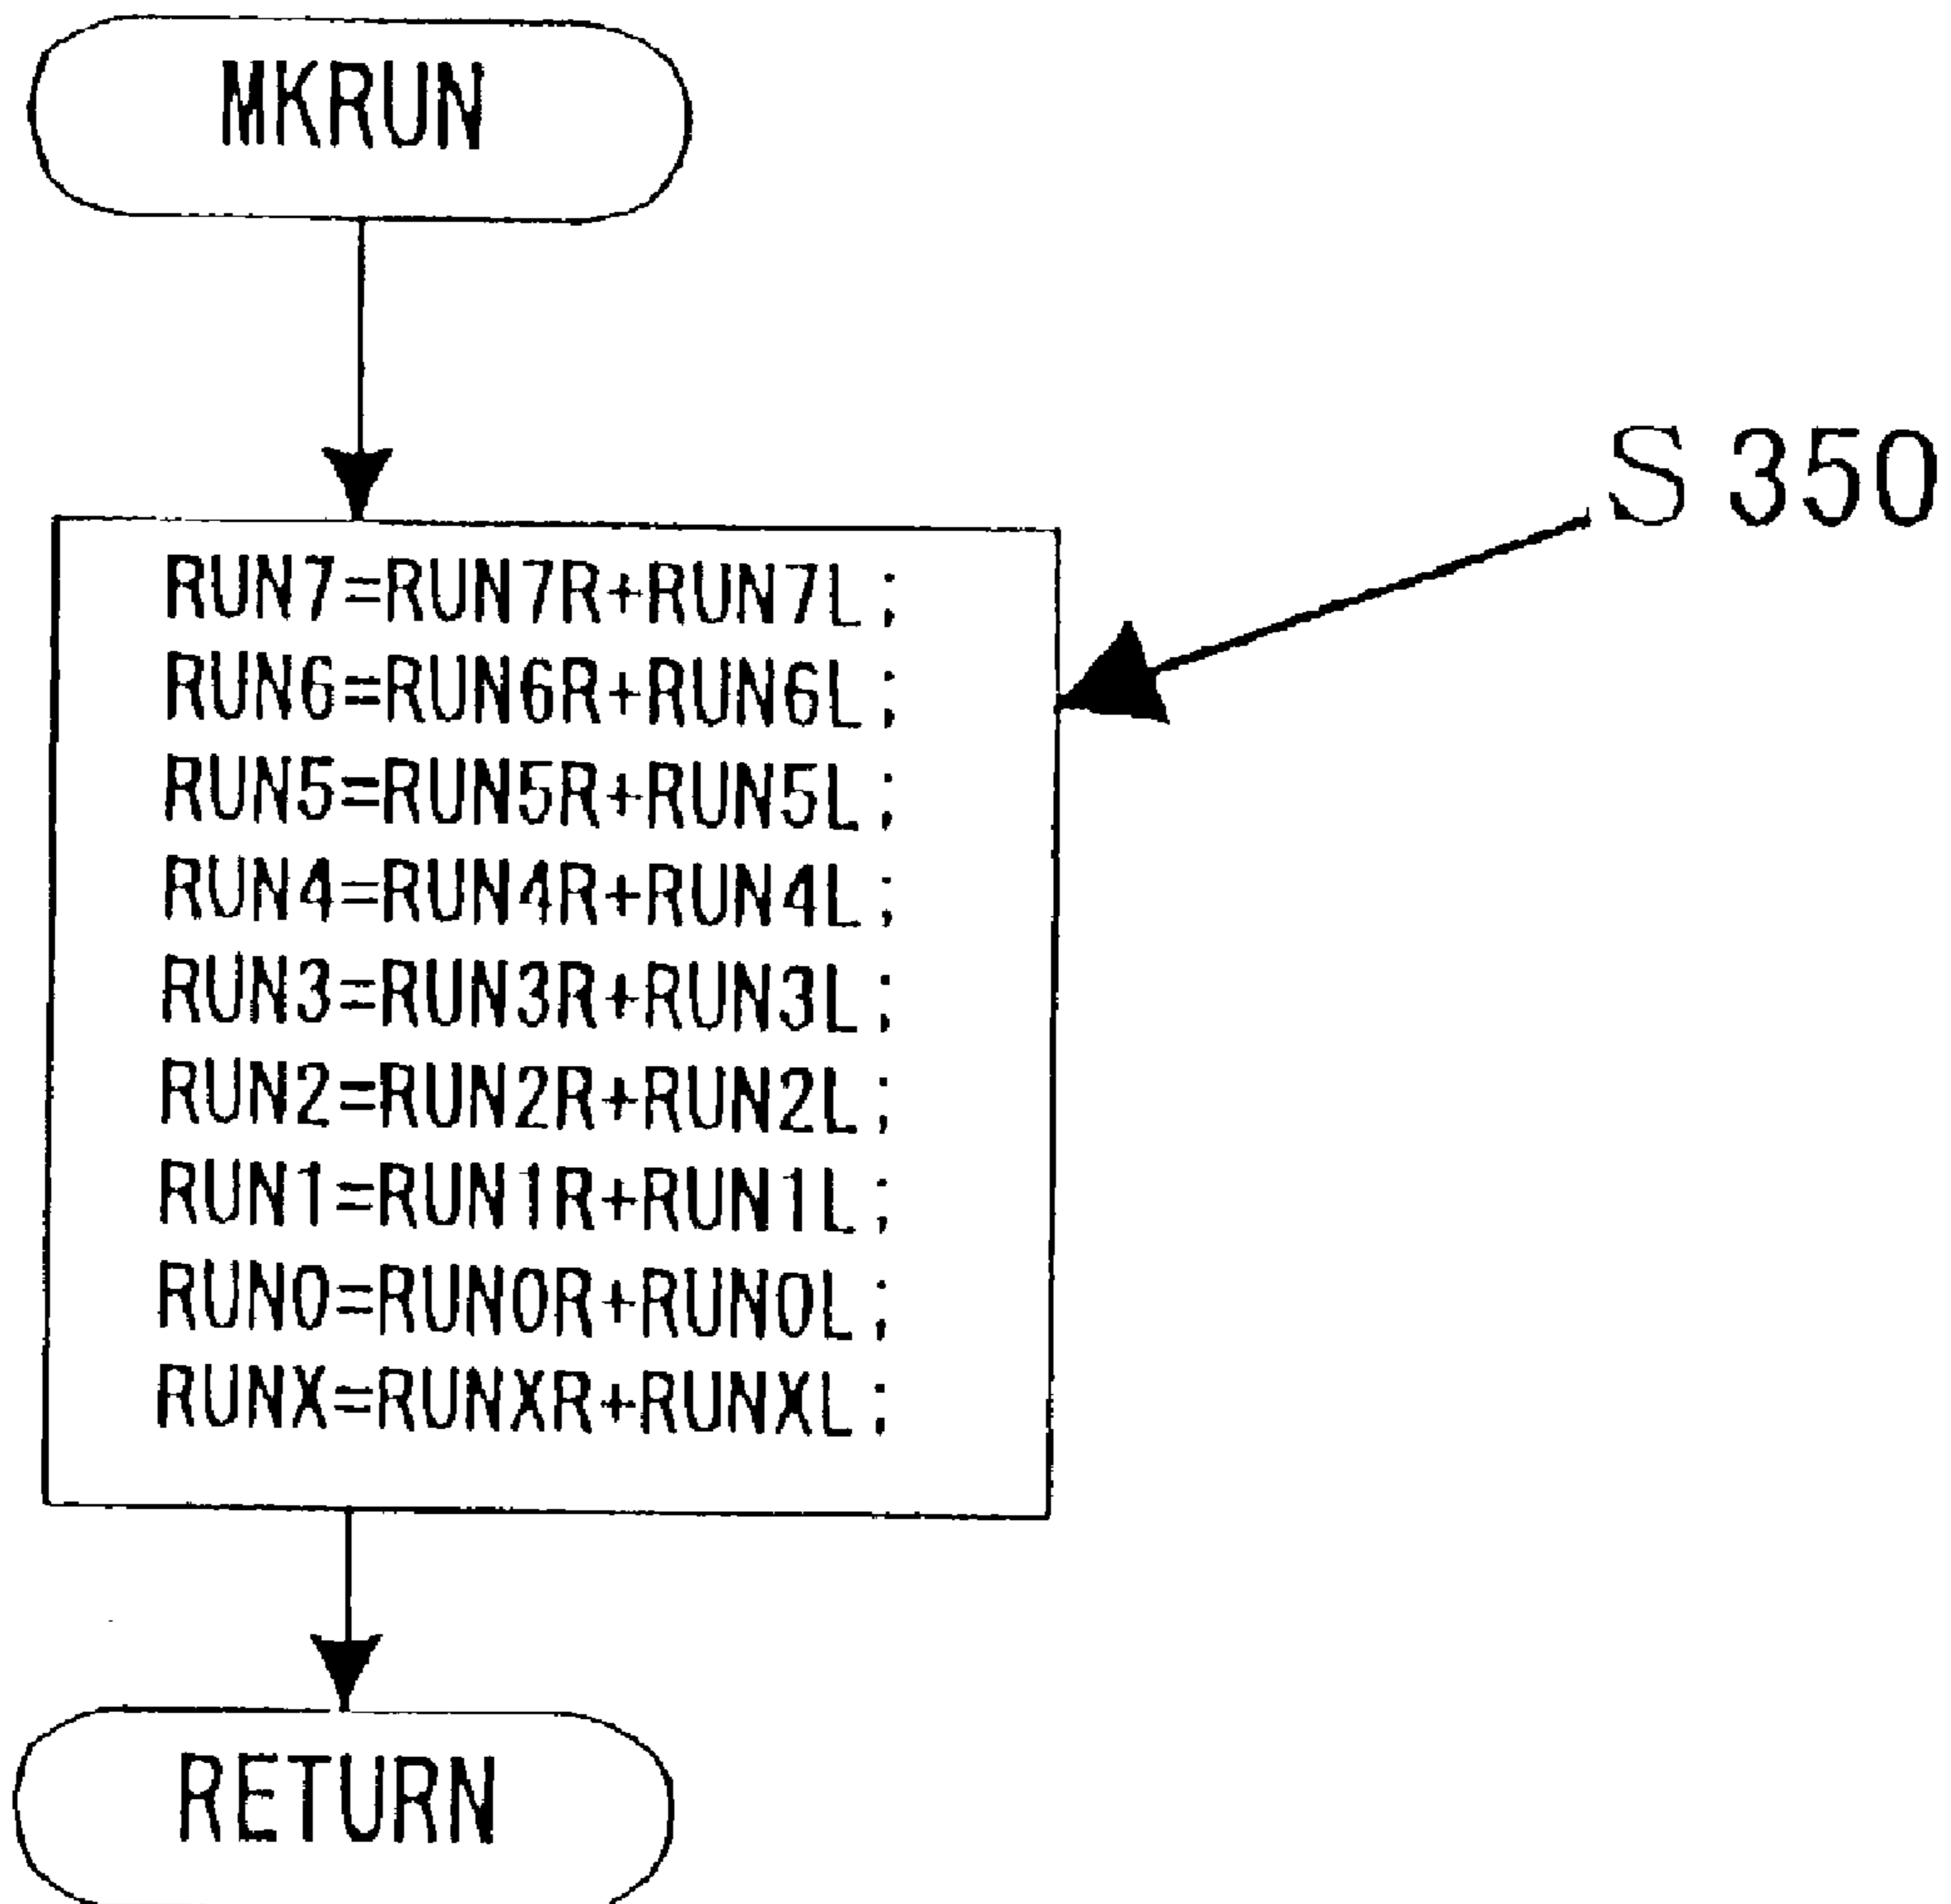 MKRUN
S 350
RUN7=RUN7R+RUN7L;
RUN6=RUN6R+RUN6L;
RUN5=RUN5R+RUN5L;
RUN4=RUN4R+RUN4L;
RUN3=RUN3R+RUN3L;
RUN2=RUN2R+RUN2L;
RUN1=RUN1R+RUN1L;
RUN0=RUN0R+RUN0L;
RUNX=RUNXR+RUNXL;
RETURN